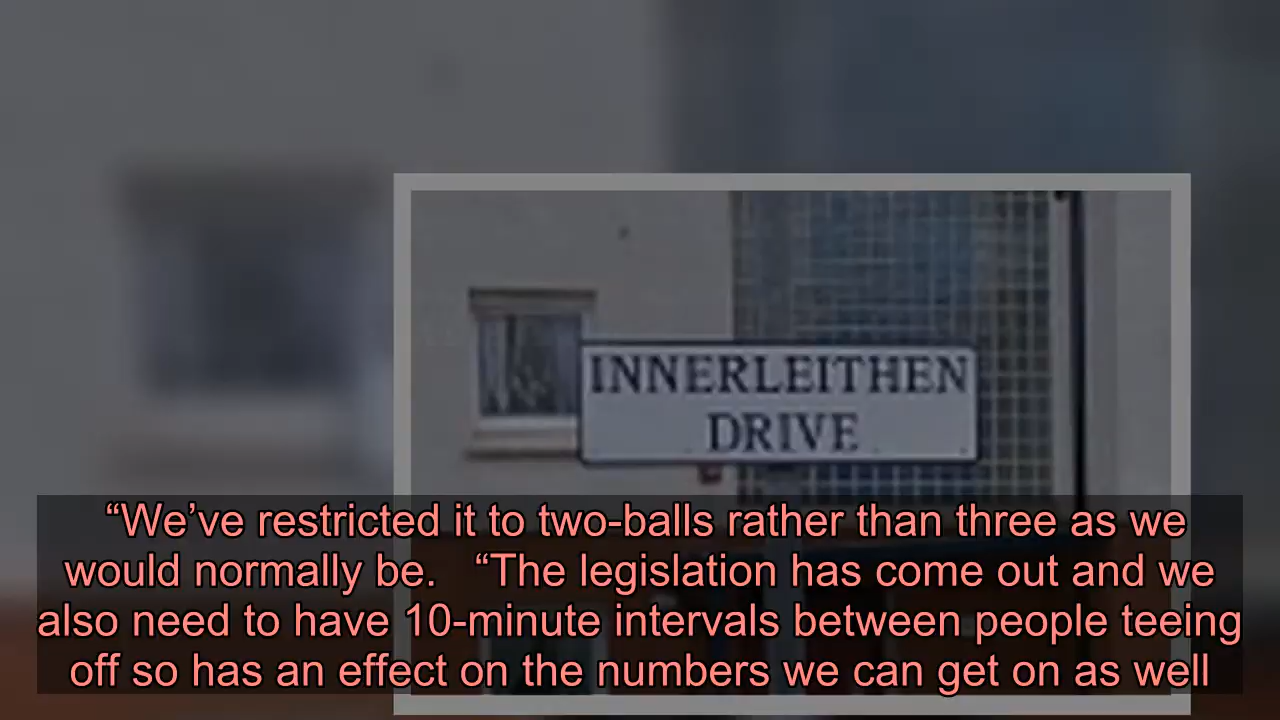 INNERLEITHEN
DRIVE
“We’ve restricted it to two-balls rather than three as we
would normally be.   “The legislation has come out and we
also need to have 10-minute intervals between people teeing
off so has an effect on the numbers we can get on as well